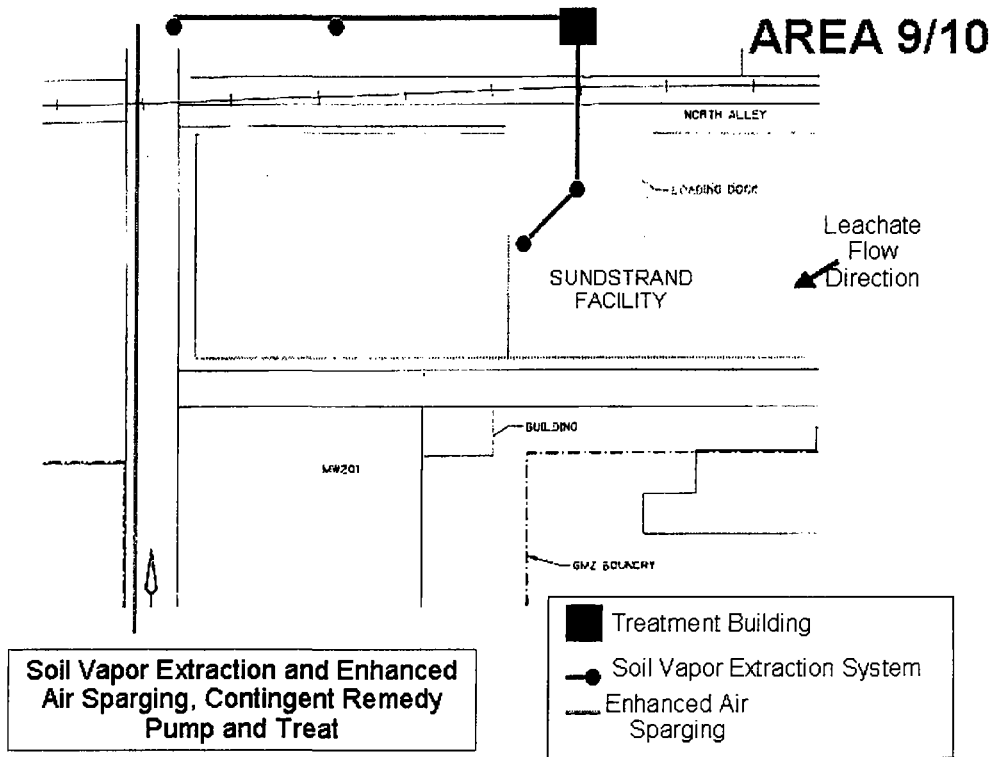 AREA 9/10
NORTH ALLEY
LOADING DOCK
Leachate
Flow
Direction
SUNDSTRAND
FACILITY
BUILDING
MW201
GMZ BOUNDRY
Treatment Building
Soil Vapor Extraction System
Enhanced Air
Sparging
Soil Vapor Extraction and Enhanced
Air Sparging, Contingent Remedy
Pump and Treat